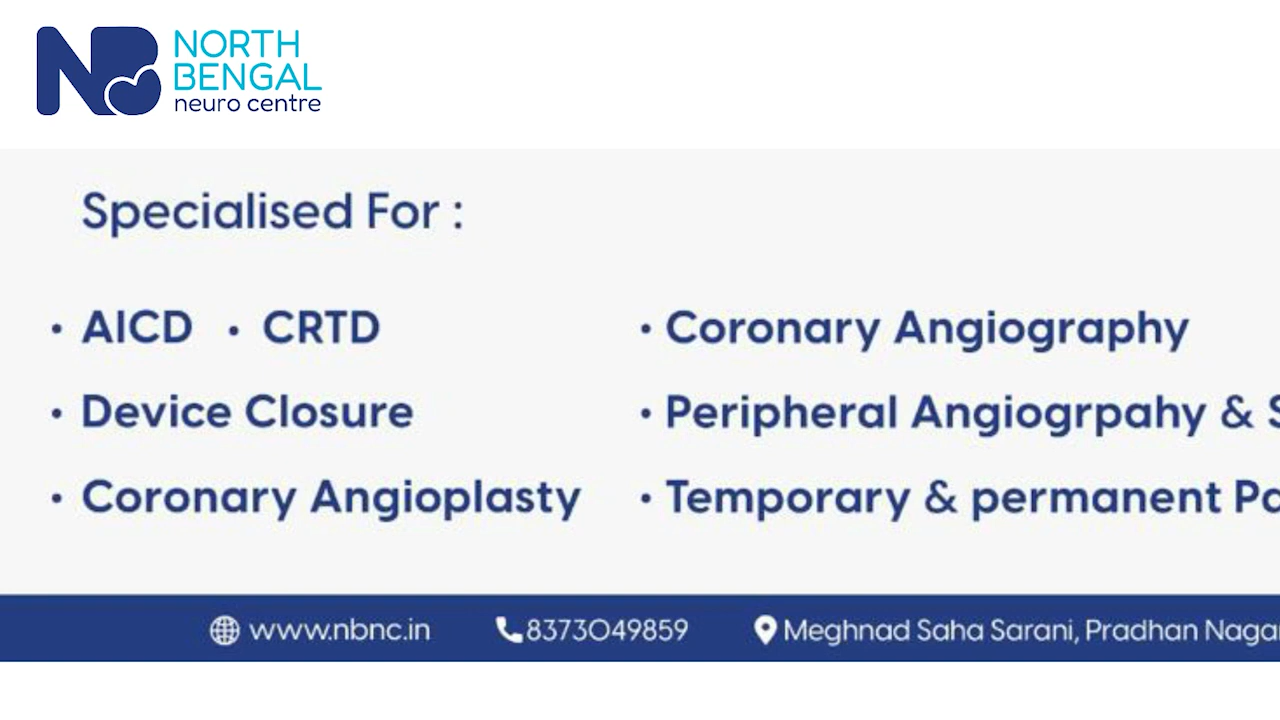 NORTH
BENGAL
neuro centre
Specialised For :
• AICD • CRTD
• Coronary Angiography
• Device Closure
• Peripheral Angiogrpahy &
• Coronary Angioplasty
• Temporary & permanent
www.nbnc.in
8373049859
Meghnad Saha Sarani, Pradhan